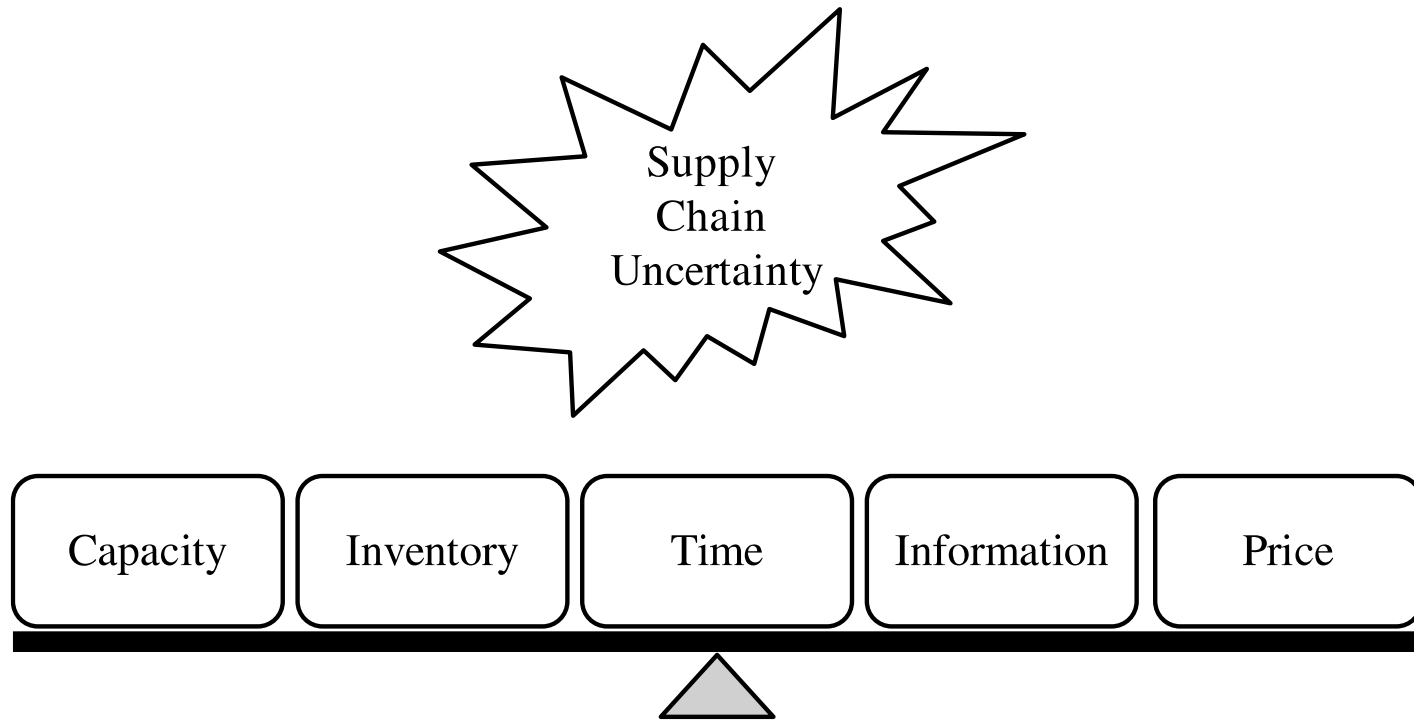 Supply
Chain
Uncertainty
Capacity
Inventory
Time
Information
Price